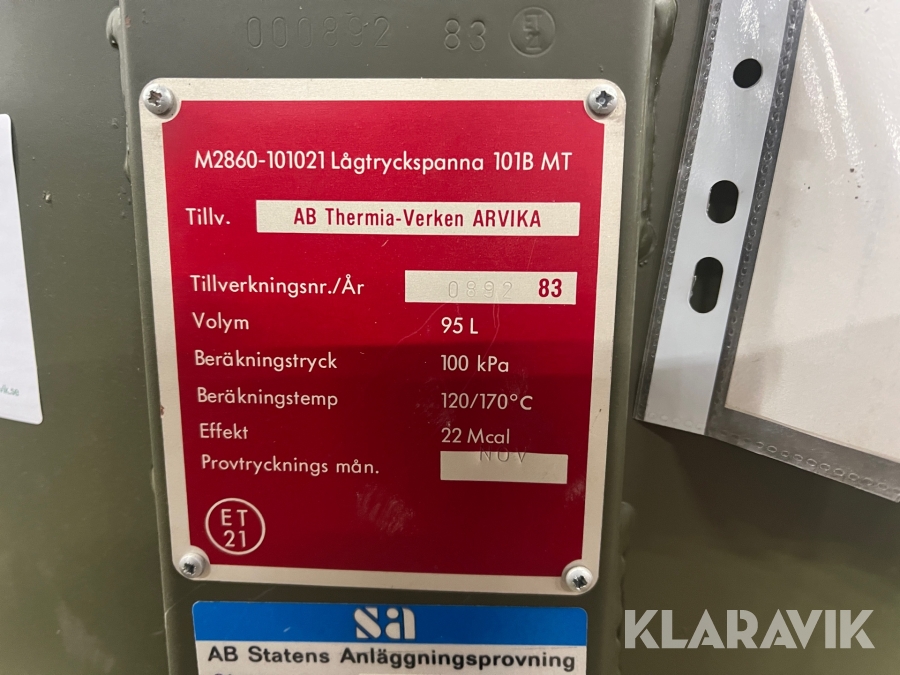 000892 83 ET
M2860-101021 Lågtryckspanna 101B MT
Tillv. AB Thermia-Verken ARVIKA
Tillverkningsnr./År 0892 83
Volym 95 L
Beräkningstryck 100 kPa
Beräkningstemp 120/170°C
Effekt 22 Mcal
Provtrycknings mån. NOV
ET
21
sa
AB Statens Anläggningsprovning
KLARAVIK